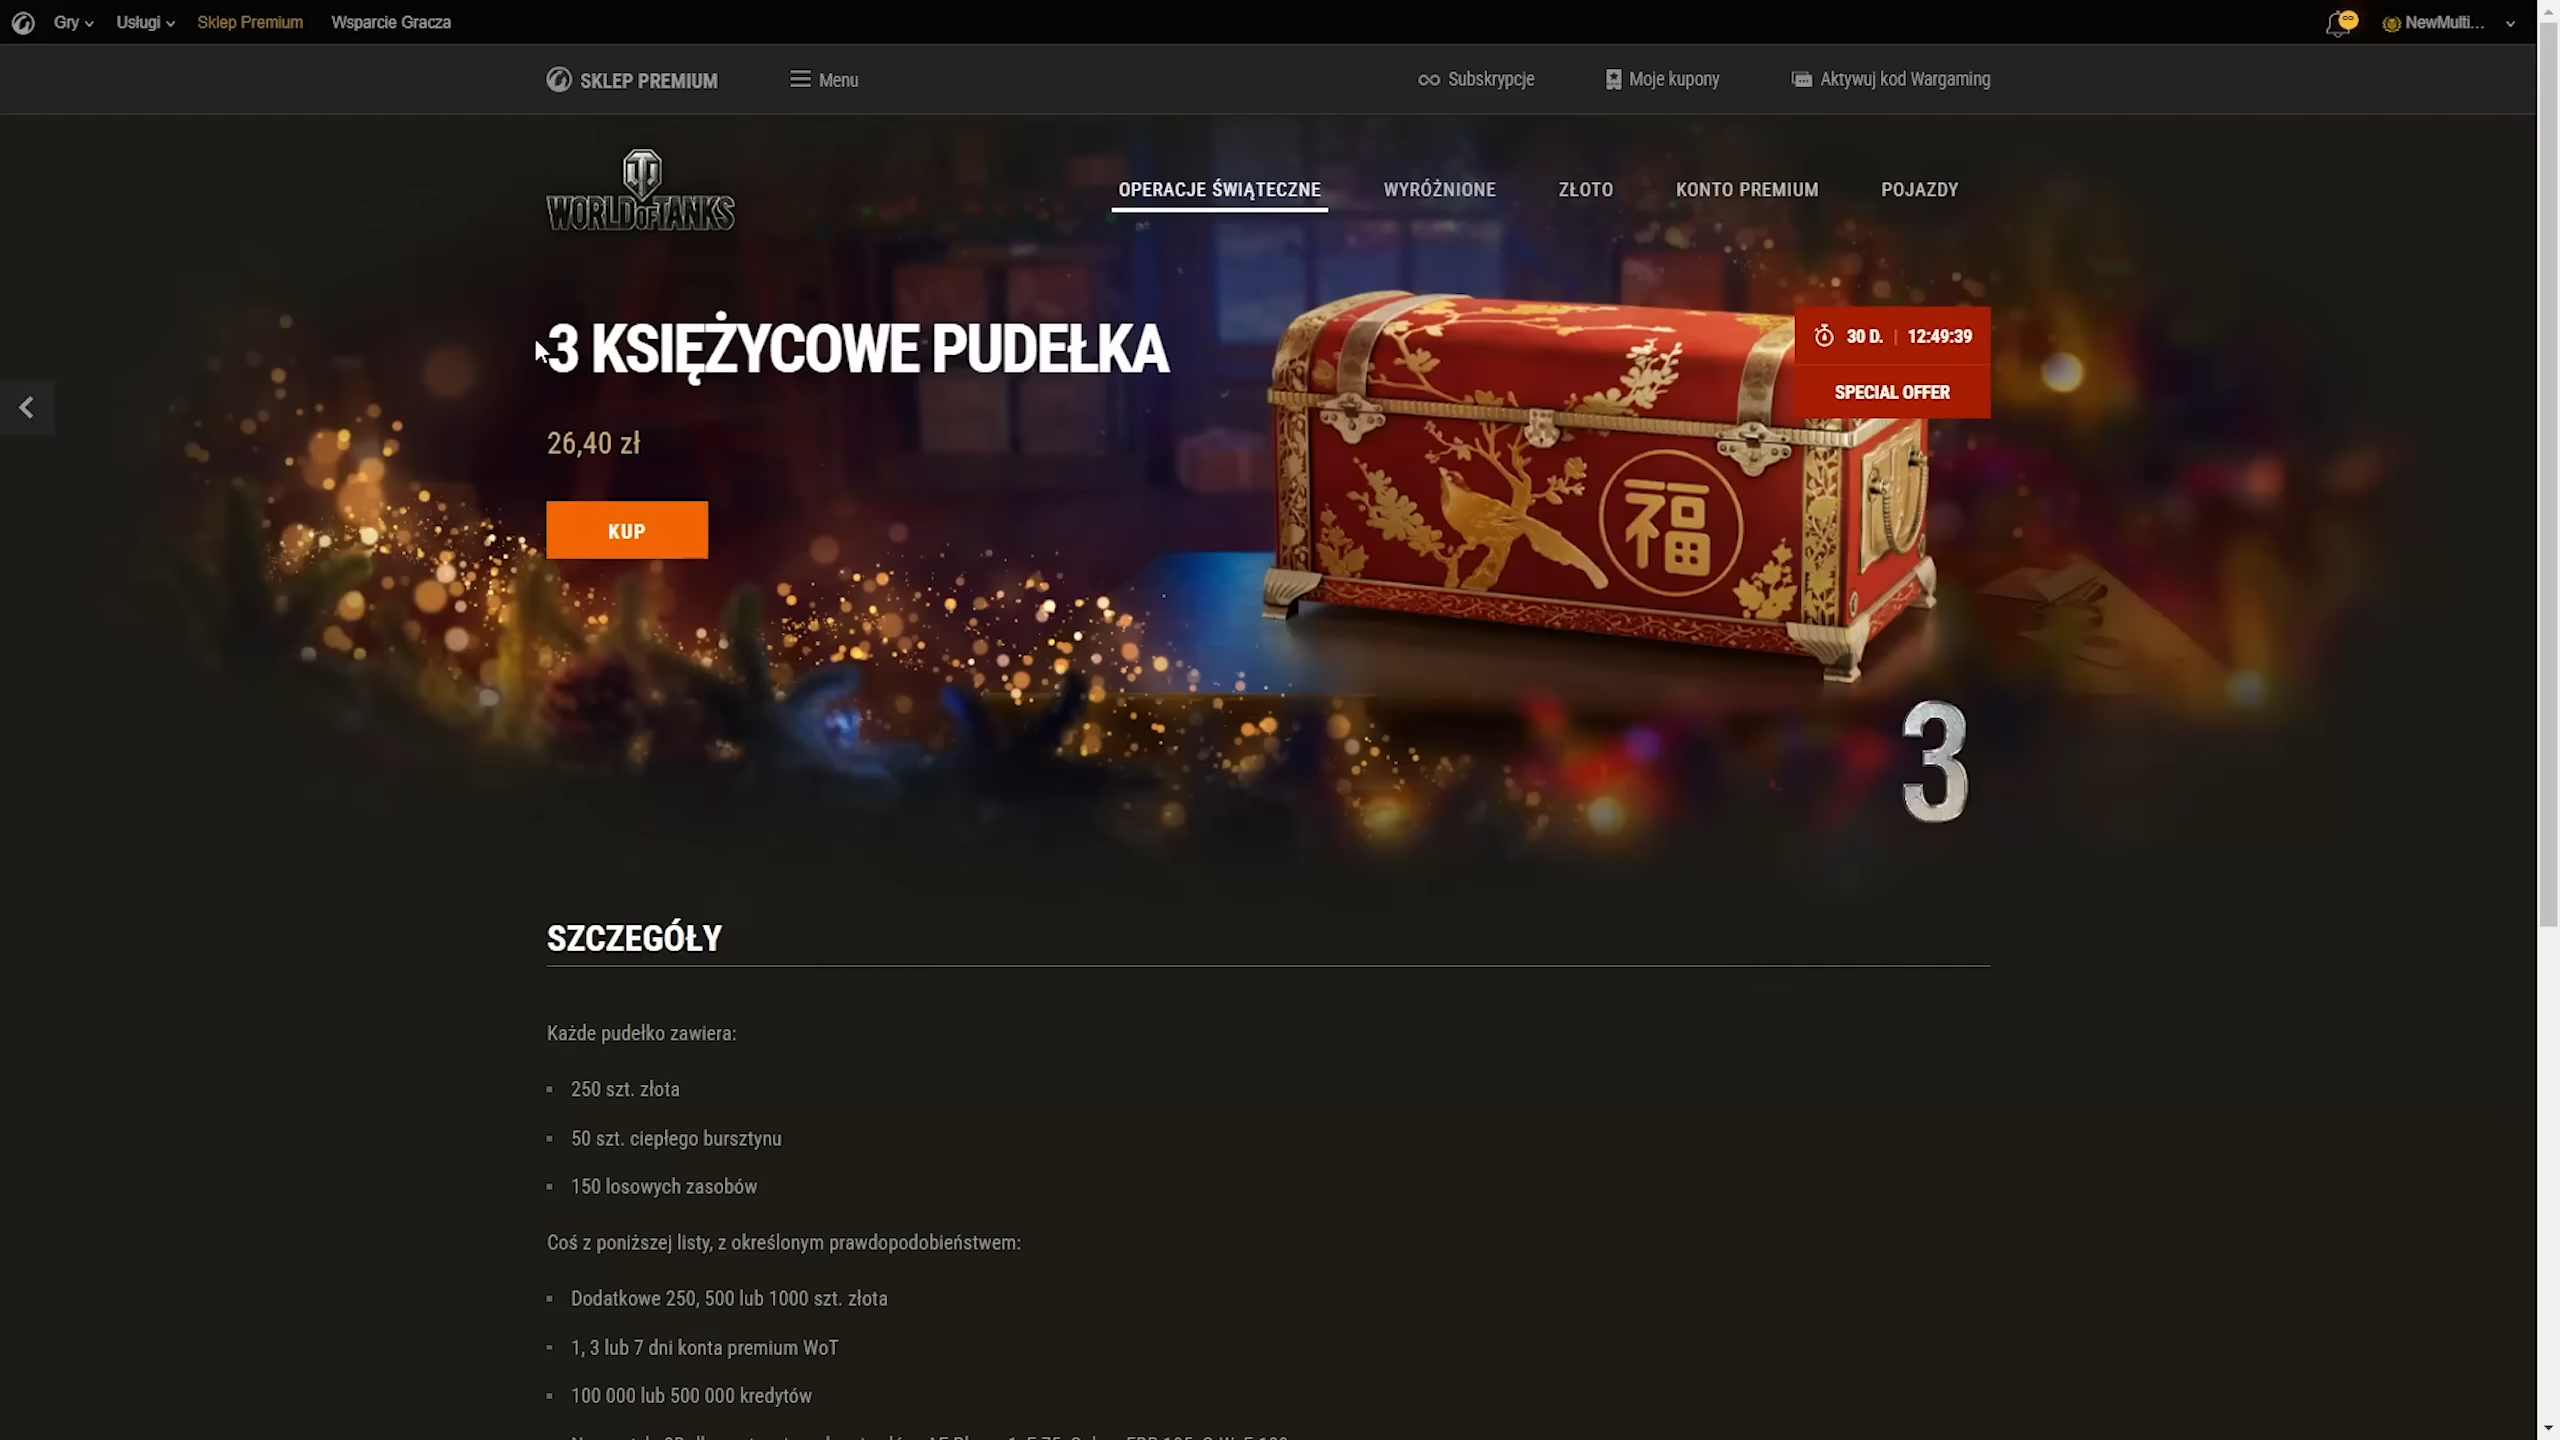 Gry
Usługi
Sklep Premium
Wsparcie Gracza
NewMulti...
SKLEP PREMIUM
Menu
Subskrypcje
Moje kupony
Aktywuj kod Wargaming
WORLD OF TANKS
OPERACJE ŚWIĄTECZNE
WYRÓŻNIONE
ZŁOTO
KONTO PREMIUM
POJAZDY
3 KSIĘŻYCOWE PUDEŁKA
30 D. | 12:49:39
SPECIAL OFFER
26,40 zł
KUP
福
3
SZCZEGÓŁY
Każde pudełko zawiera:
250 szt. złota
50 szt. ciepłego bursztynu
150 losowych zasobów
Coś z poniższej listy, z określonym prawdopodobieństwem:
Dodatkowe 250, 500 lub 1000 szt. złota
1, 3 lub 7 dni konta premium WoT
100 000 lub 500 000 kredytów